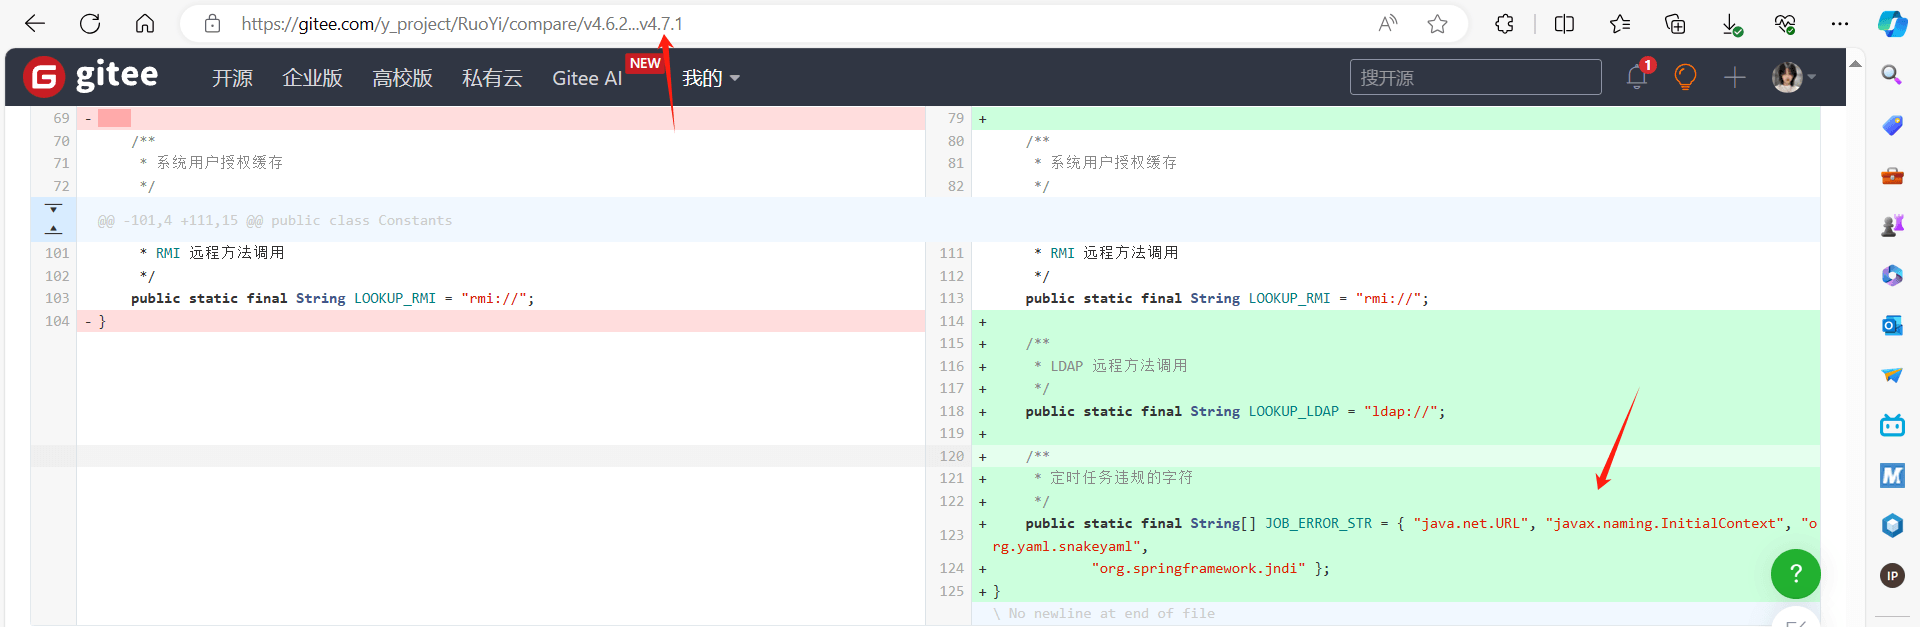 https://gitee.com/y_project/RuoYi/compare/v4.6.2...v4.7.1
gitee 开源 企业版 高校版 私有云 Gitee AI NEW 我的 搜开源 1
69 -
70 /**
71 * 系统用户授权缓存
72 */
@@ -101,4 +111,15 @@ public class Constants
101 * RMI 远程方法调用
102 */
103 public static final String LOOKUP_RMI = "rmi://";
104 - }
79 +
80 /**
81 * 系统用户授权缓存
82 */
111 * RMI 远程方法调用
112 */
113 public static final String LOOKUP_RMI = "rmi://";
114 +
115 + /**
116 + * LDAP 远程方法调用
117 + */
118 + public static final String LOOKUP_LDAP = "ldap://";
119 +
120 + /**
121 + * 定时任务违规的字符
122 + */
123 + public static final String[] JOB_ERROR_STR = { "java.net.URL", "javax.naming.InitialContext", "o
rg.yaml.snakeyaml",
124 + "org.springframework.jndi" };
125 + }
\ No newline at end of file
?
IP